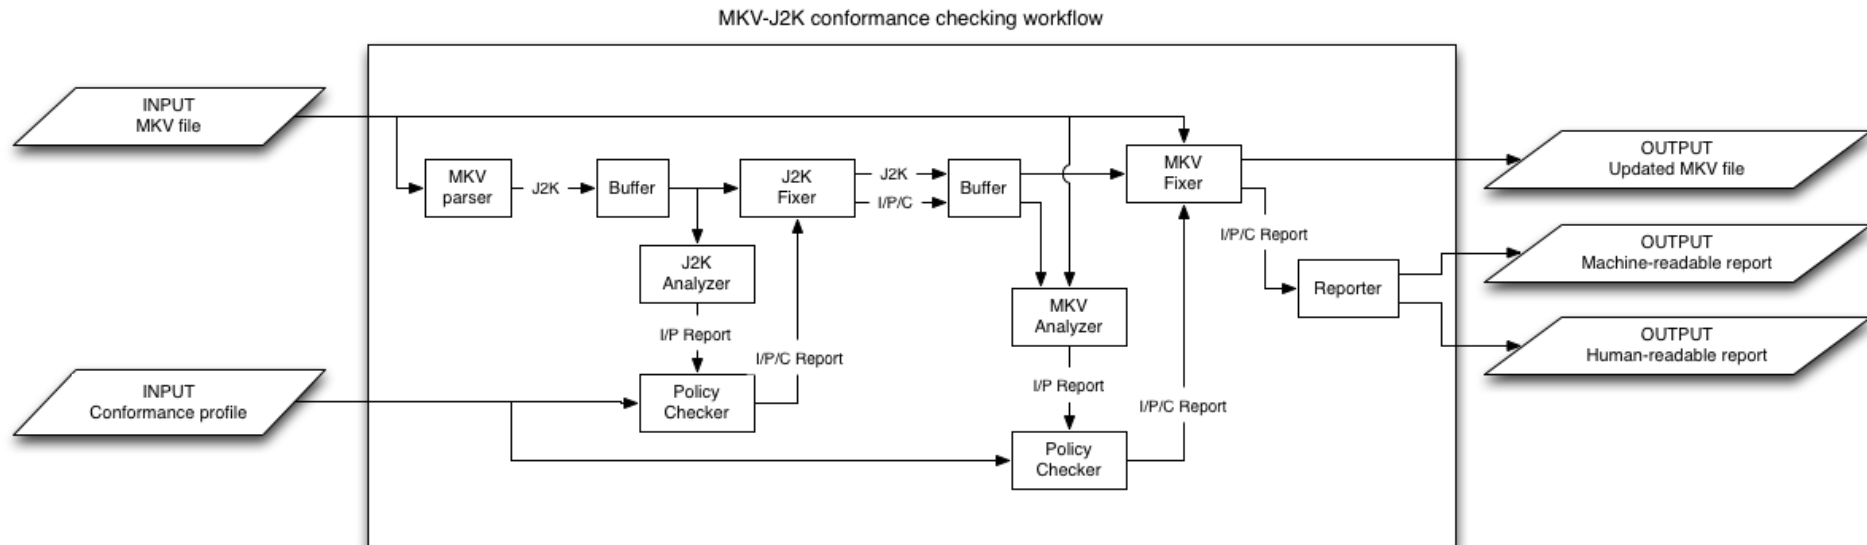 MKV-J2K conformance checking workflow
INPUT
MKV file
MKV
parser
J2K
Buffer
J2K
Fixer
J2K
I/P/C
Buffer
MKV
Fixer
OUTPUT
Updated MKV file
I/P/C Report
OUTPUT
Machine-readable report
J2K
Analyzer
Reporter
MKV
Analyzer
I/P Report
I/P/C Report
OUTPUT
Human-readable report
INPUT
Conformance profile
Policy
Checker
I/P Report
I/P/C Report
Policy
Checker